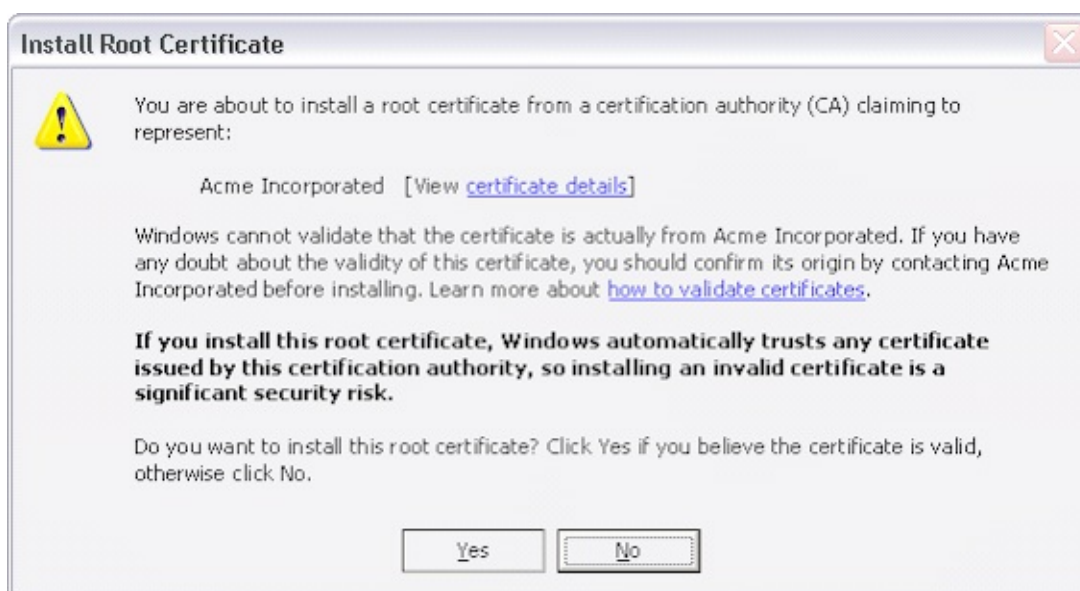 Install Root Certificate
You are about to install a root certificate from a certification authority (CA) claiming to
represent:
Acme Incorporated [View certificate details]
Windows cannot validate that the certificate is actually from Acme Incorporated. If you have
any doubt about the validity of this certificate, you should confirm its origin by contacting Acme
Incorporated before installing. Learn more about how to validate certificates.
If you install this root certificate, Windows automatically trusts any certificate
issued by this certification authority, so installing an invalid certificate is a
significant security risk.
Do you want to install this root certificate? Click Yes if you believe the certificate is valid,
otherwise click No.
Yes No